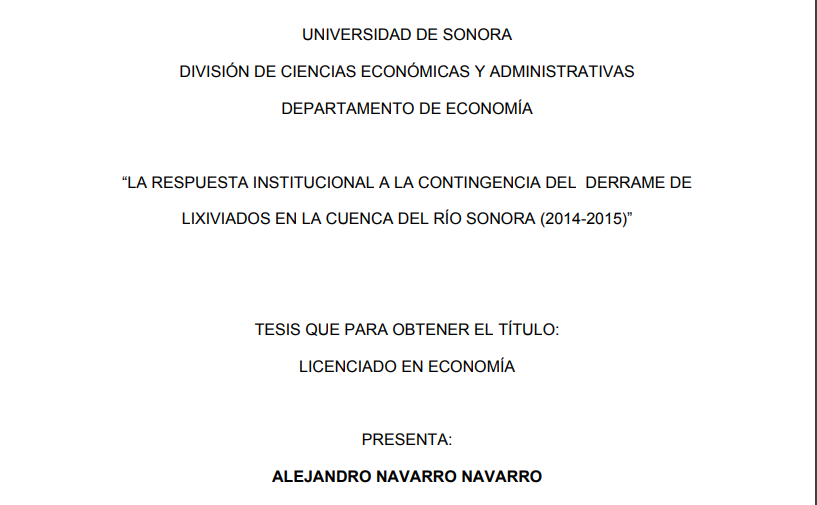 UNIVERSIDAD DE SONORA
DIVISIÓN DE CIENCIAS ECONÓMICAS Y ADMINISTRATIVAS
DEPARTAMENTO DE ECONOMÍA
“LA RESPUESTA INSTITUCIONAL A LA CONTINGENCIA DEL  DERRAME DE
LIXIVIADOS EN LA CUENCA DEL RÍO SONORA (2014-2015)”
TESIS QUE PARA OBTENER EL TÍTULO:
LICENCIADO EN ECONOMÍA
PRESENTA:
ALEJANDRO NAVARRO NAVARRO